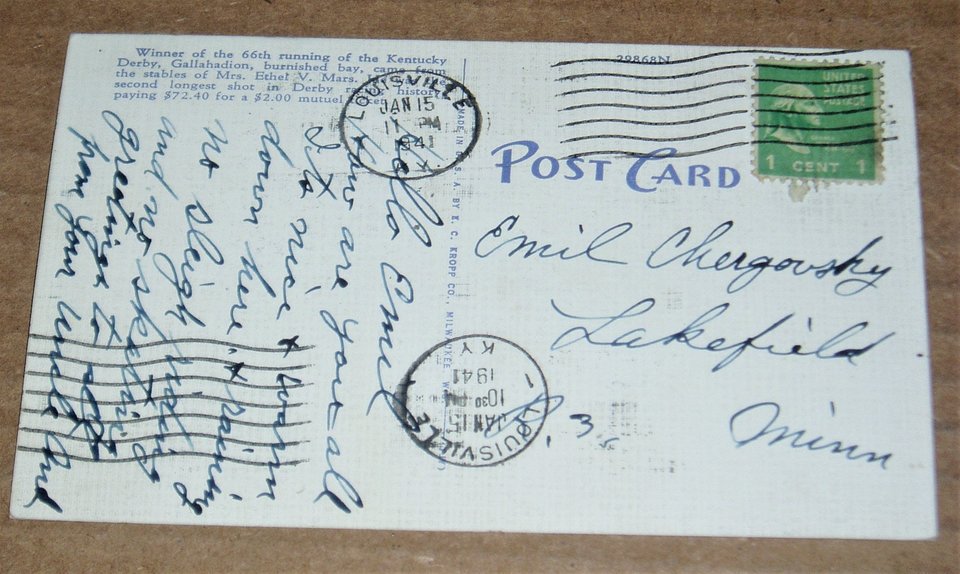 Winner of the 66th running of the Kentucky
Derby, Gallahadion, burnished bay, came from
the stables of Mrs. Ethel V. Mars.
second longest shot in Derby history
paying $72.40 for a $2.00 mutuel
29868N
LOUISVILLE
JAN 15
11 PM
1941
UNITED
STATES
POSTAGE
1 CENT 1
POST CARD
MADE IN U. S. A. BY E. C. KROPP CO., MILWAUKEE, WIS.
Hello Emil
how are you all
Its nice & warm
down here. & raining
no sleigh riding
and no skating
greetings to
from your uncle
Emil Chergovsky
Lakefield
Minn
R. 3
LOUISVILLE
JAN 15
10 30 PM
1941
KY